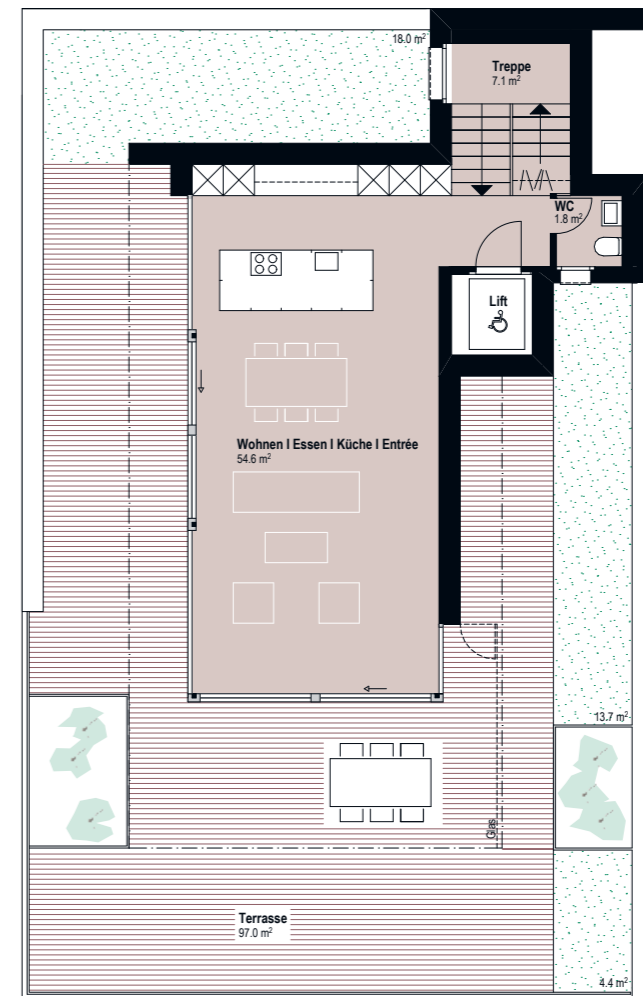 18.0 m²
Treppe
7.1 m²
WC
1.8 m²
Lift
Wohnen I Essen I Küche I Entrée
54.6 m²
13.7 m²
Glas
Terrasse
97.0 m²
4.4 m²